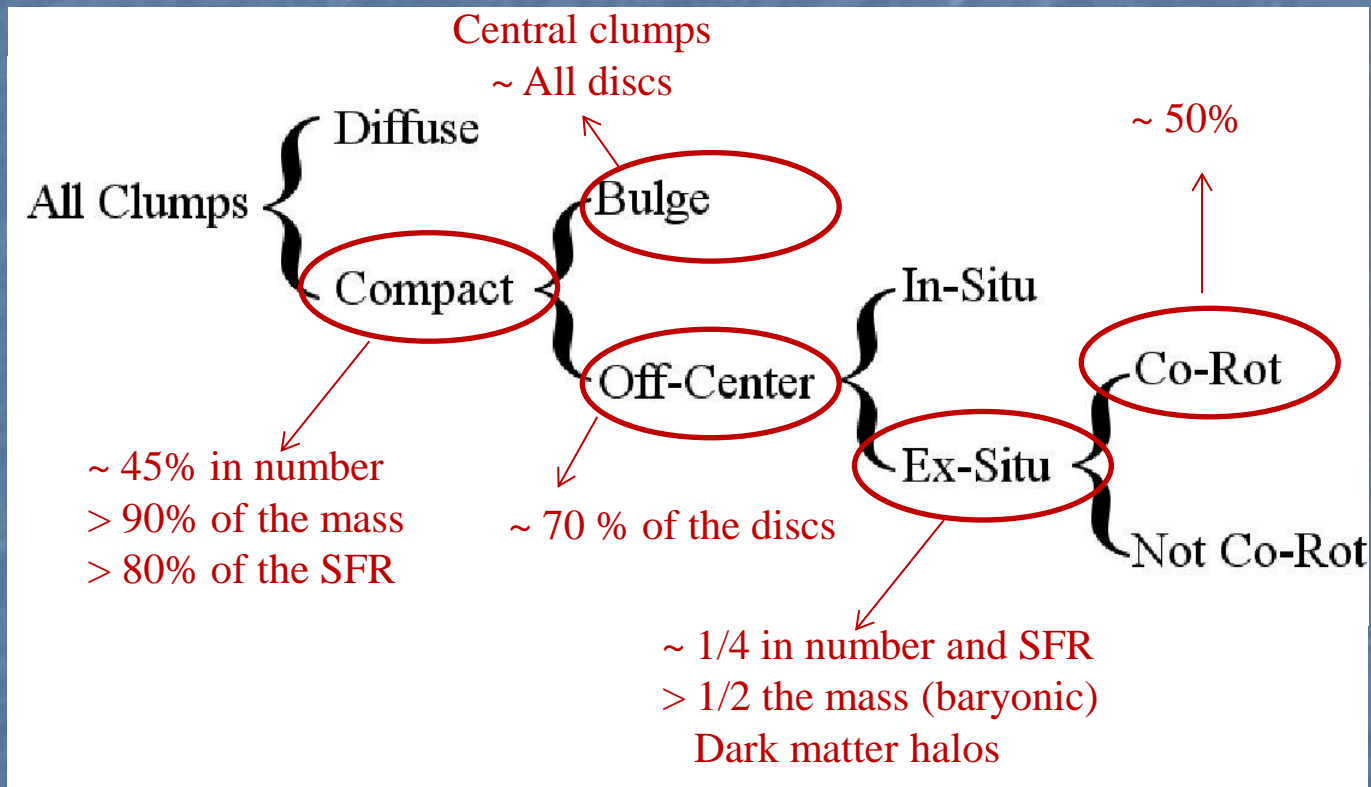 Central clumps
~ All discs
~ 50%
Diffuse
All Clumps
Bulge
Compact
In-Situ
Off-Center
Co-Rot
Ex-Situ
~ 45% in number
> 90% of the mass
> 80% of the SFR
~ 70 % of the discs
Not Co-Rot
~ 1/4 in number and SFR
> 1/2 the mass (baryonic)
Dark matter halos